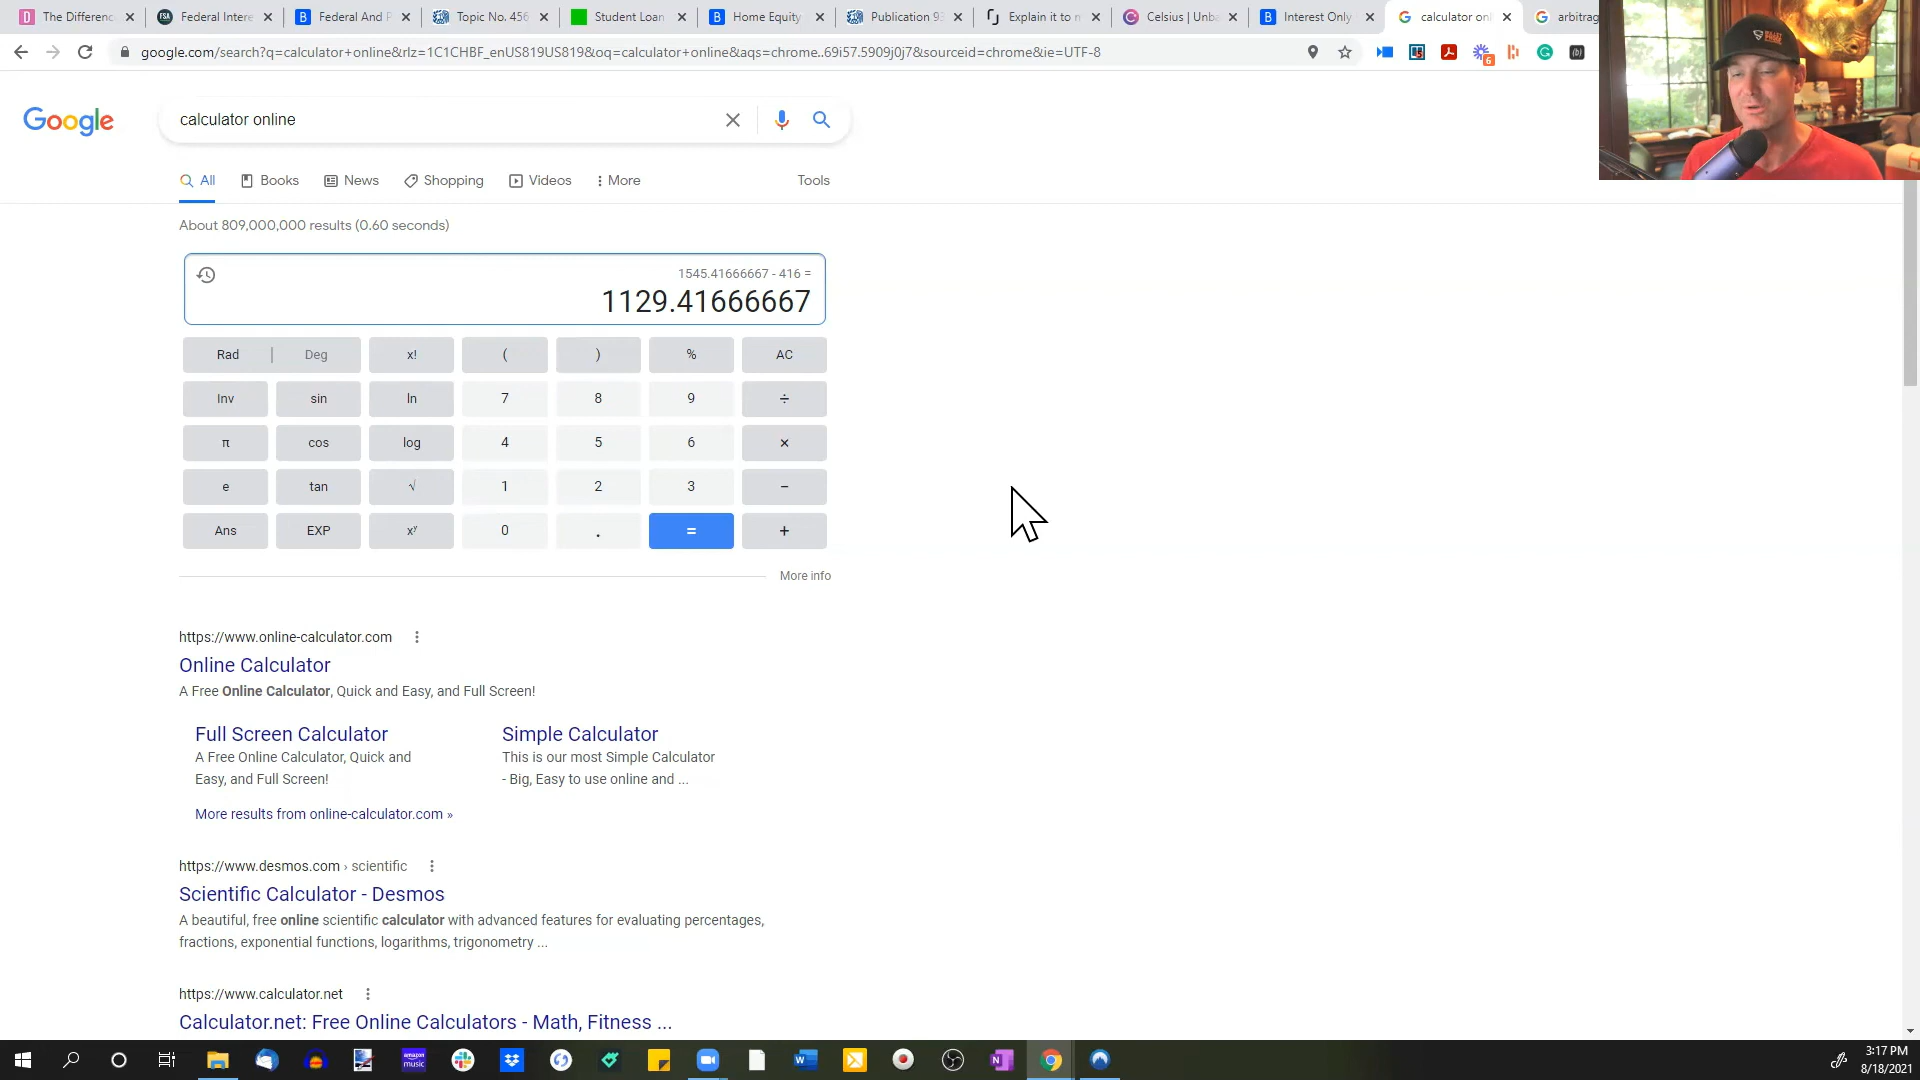 The Differenc
Federal Intere
Federal And P
Topic No. 456
Student Loan
Home Equity
Publication 93
Explain it to m
Celsius | Unba
Interest Only
calculator onl
arbitrag
google.com/search?q=calculator+online&rlz=1C1CHBF_enUS819US819&oq=calculator+online&aqs=chrome..69i57.5909j0j7&sourceid=chrome&ie=UTF-8
6
Google
calculator online
All
Books
News
Shopping
Videos
More
Tools
About 809,000,000 results (0.60 seconds)
1545.41666667 - 416 =
1129.41666667
Rad | Deg x! ( ) % AC
Inv sin ln 7 8 9 ÷
π cos log 4 5 6 ×
e tan √ 1 2 3 −
Ans EXP xʸ 0 . = +
More info
https://www.online-calculator.com
Online Calculator
A Free Online Calculator, Quick and Easy, and Full Screen!
Full Screen Calculator
A Free Online Calculator, Quick and
Easy, and Full Screen!
Simple Calculator
This is our most Simple Calculator
- Big, Easy to use online and ...
More results from online-calculator.com »
https://www.desmos.com › scientific
Scientific Calculator - Desmos
A beautiful, free online scientific calculator with advanced features for evaluating percentages,
fractions, exponential functions, logarithms, trigonometry ...
https://www.calculator.net
Calculator.net: Free Online Calculators - Math, Fitness ...
amazon
music
3:17 PM
8/18/2021